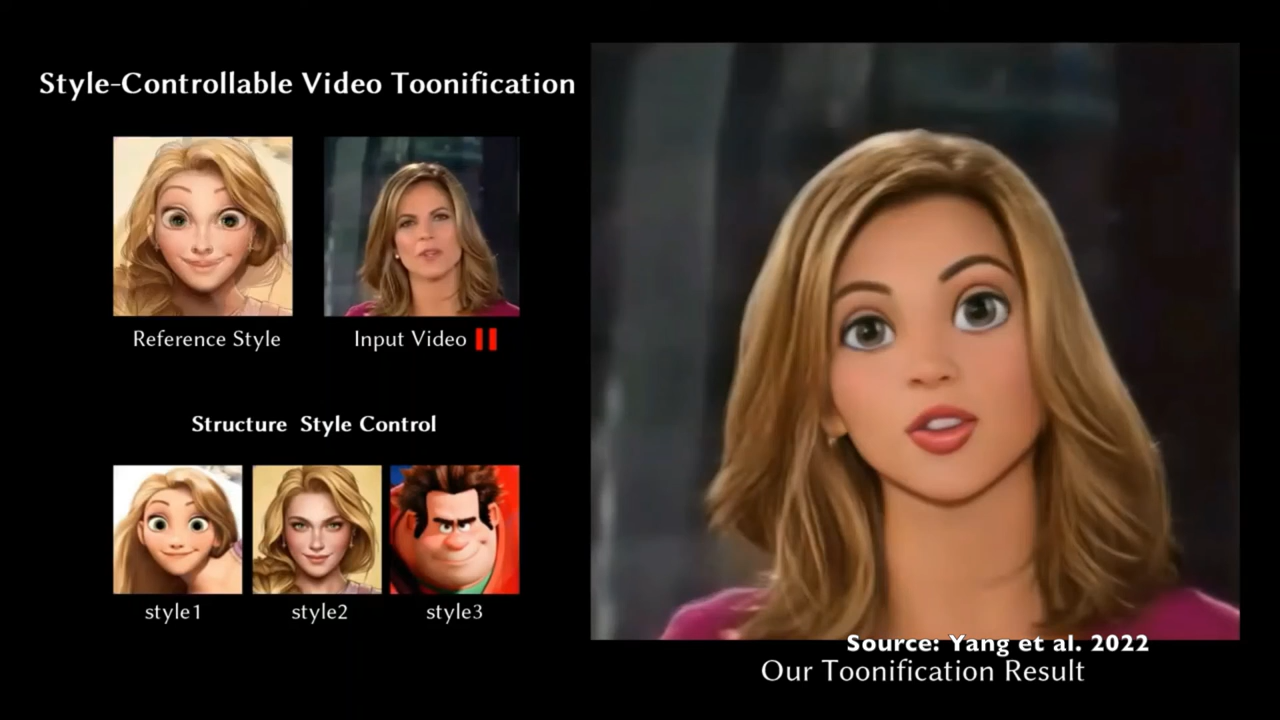 Style-Controllable Video Toonification
Reference Style
Input Video
Structure Style Control
style1
style2
style3
Source: Yang et al. 2022
Our Toonification Result